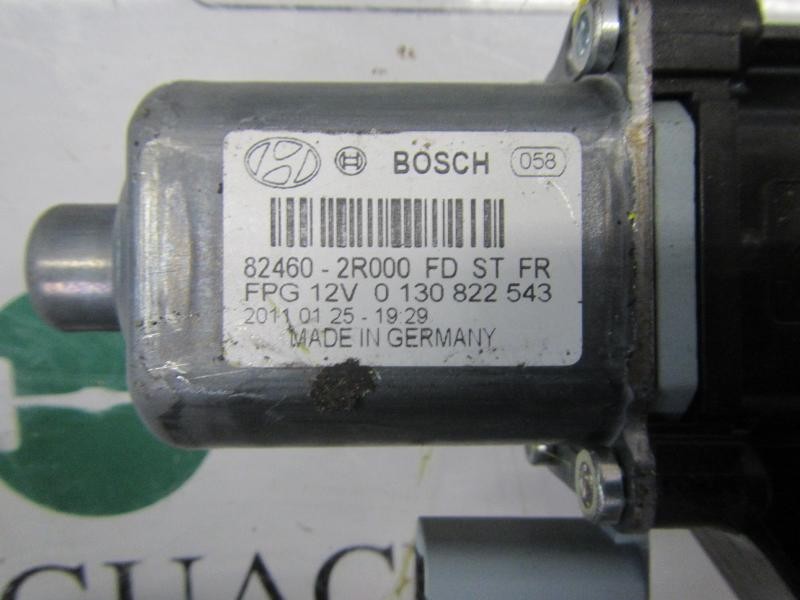 BOSCH 058
82460-2R000 FD ST FR
FPG 12V 0 130 822 543
2011 01 25-19:29
MADE IN GERMANY